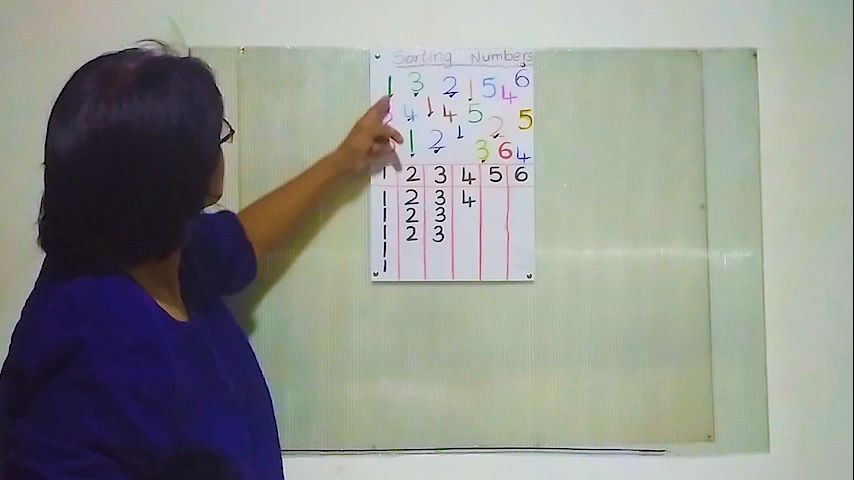 Sorting Numbers
1 3 2 1 5 4 6
3 4 1 4 5 2 5
1 2 1 3 6 4
1 2 3 4 5 6
1 2 3 4
1 2 3
1 2 3
1
1